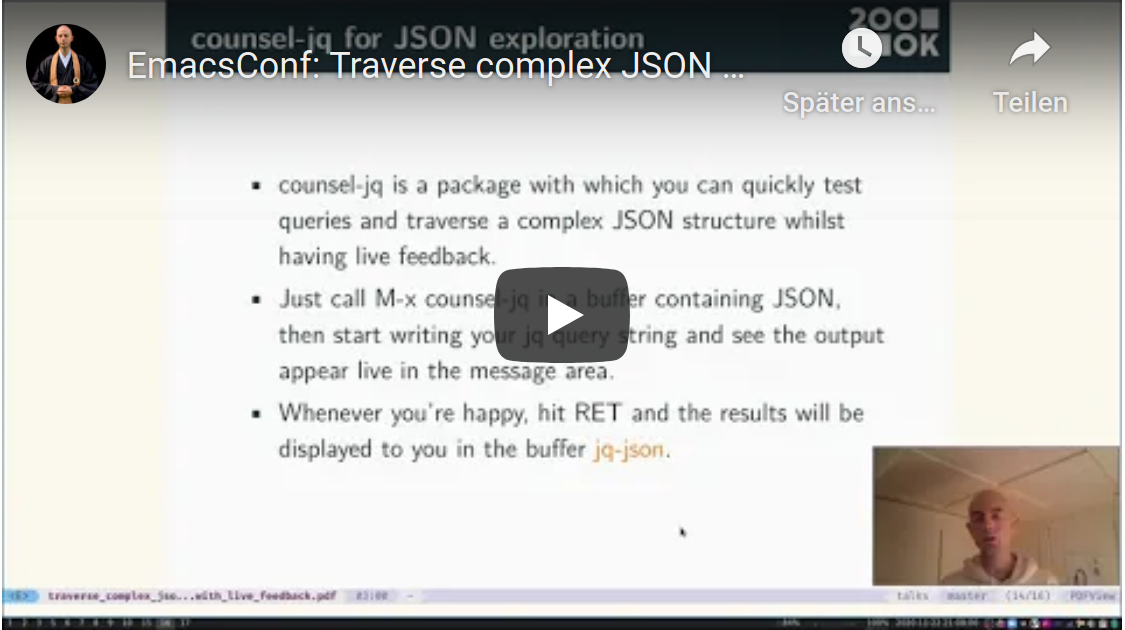 counsel-jq for JSON exploration
200
OK
EmacsConf: Traverse complex JSON ...
Später ans...
Teilen
counsel-jq is a package with which you can quickly test
queries and traverse a complex JSON structure whilst
having live feedback.
Just call M-x counsel-jq in a buffer containing JSON,
then start writing your jq query string and see the output
appear live in the message area.
Whenever you're happy, hit RET and the results will be
displayed to you in the buffer jq-json.
traverse_complex_jso...with_live_feedback.pdf
talks master (14/16) PDFView